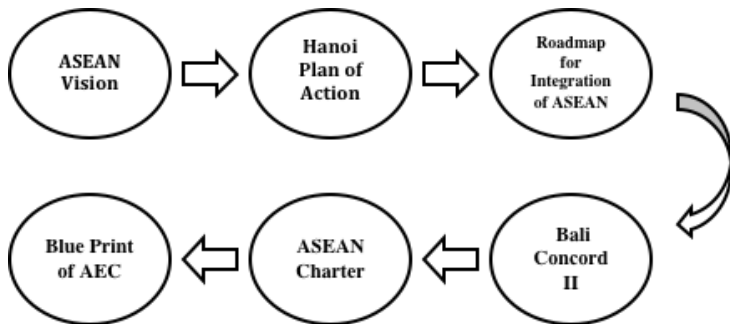 ASEAN
Vision
Hanoi
Plan of
Action
Roadmap
for
Integration
of ASEAN
Bali
Concord
II
ASEAN
Charter
Blue Print
of AEC